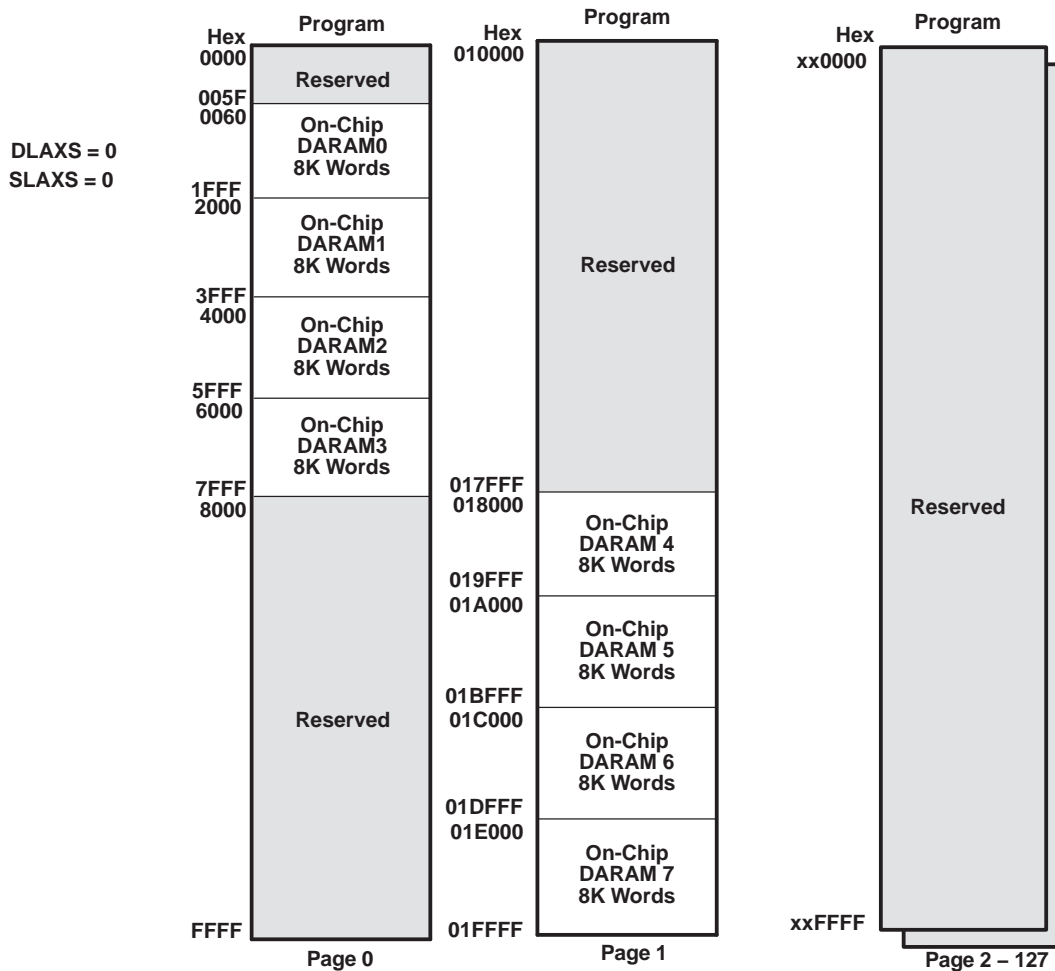 DLAXS = 0
SLAXS = 0
Program
Hex
0000
Reserved
005F
0060
On-Chip
DARAM0
8K Words
1FFF
2000
On-Chip
DARAM1
8K Words
3FFF
4000
On-Chip
DARAM2
8K Words
5FFF
6000
On-Chip
DARAM3
8K Words
7FFF
8000
Reserved
FFFF
Page 0
Program
Hex
010000
Reserved
017FFF
018000
On-Chip
DARAM 4
8K Words
019FFF
01A000
On-Chip
DARAM 5
8K Words
01BFFF
01C000
On-Chip
DARAM 6
8K Words
01DFFF
01E000
On-Chip
DARAM 7
8K Words
01FFFF
Page 1
Program
Hex
xx0000
Reserved
xxFFFF
Page 2 – 127